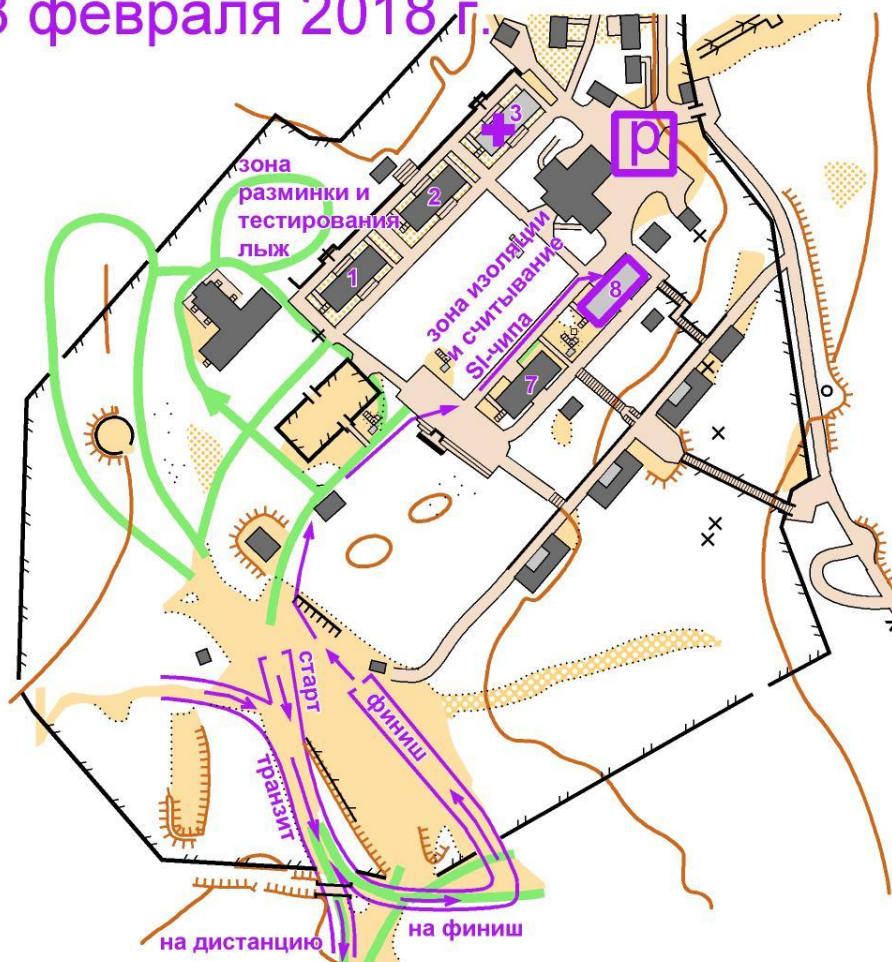 февраля 2018 г.
3
P
зона
разминки и
тестирования
лыж
2
1
зона изоляции
и считывание
SI-чипа
8
7
старт
финиш
транзит
на дистанцию
на финиш